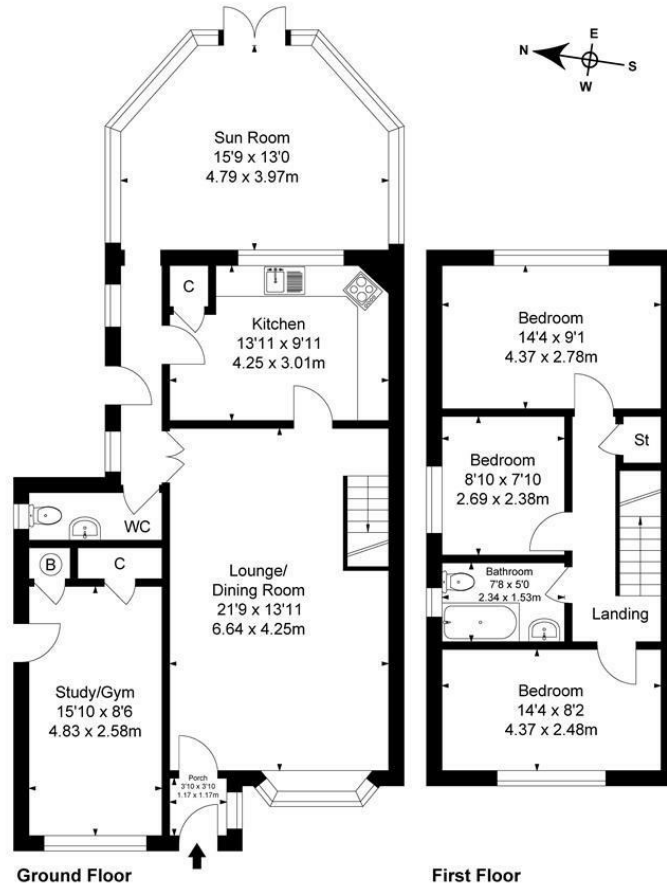 N
E
S
W
Sun Room
15'9 x 13'0
4.79 x 3.97m
C
Kitchen
13'11 x 9'11
4.25 x 3.01m
WC
B
C
Lounge/
Dining Room
21'9 x 13'11
6.64 x 4.25m
Study/Gym
15'10 x 8'6
4.83 x 2.58m
Porch
3'10 x 3'10
1.17 x 1.17m
Ground Floor
Bedroom
14'4 x 9'1
4.37 x 2.78m
St
Bedroom
8'10 x 7'10
2.69 x 2.38m
Bathroom
7'8 x 5'0
2.34 x 1.53m
Landing
Bedroom
14'4 x 8'2
4.37 x 2.48m
First Floor